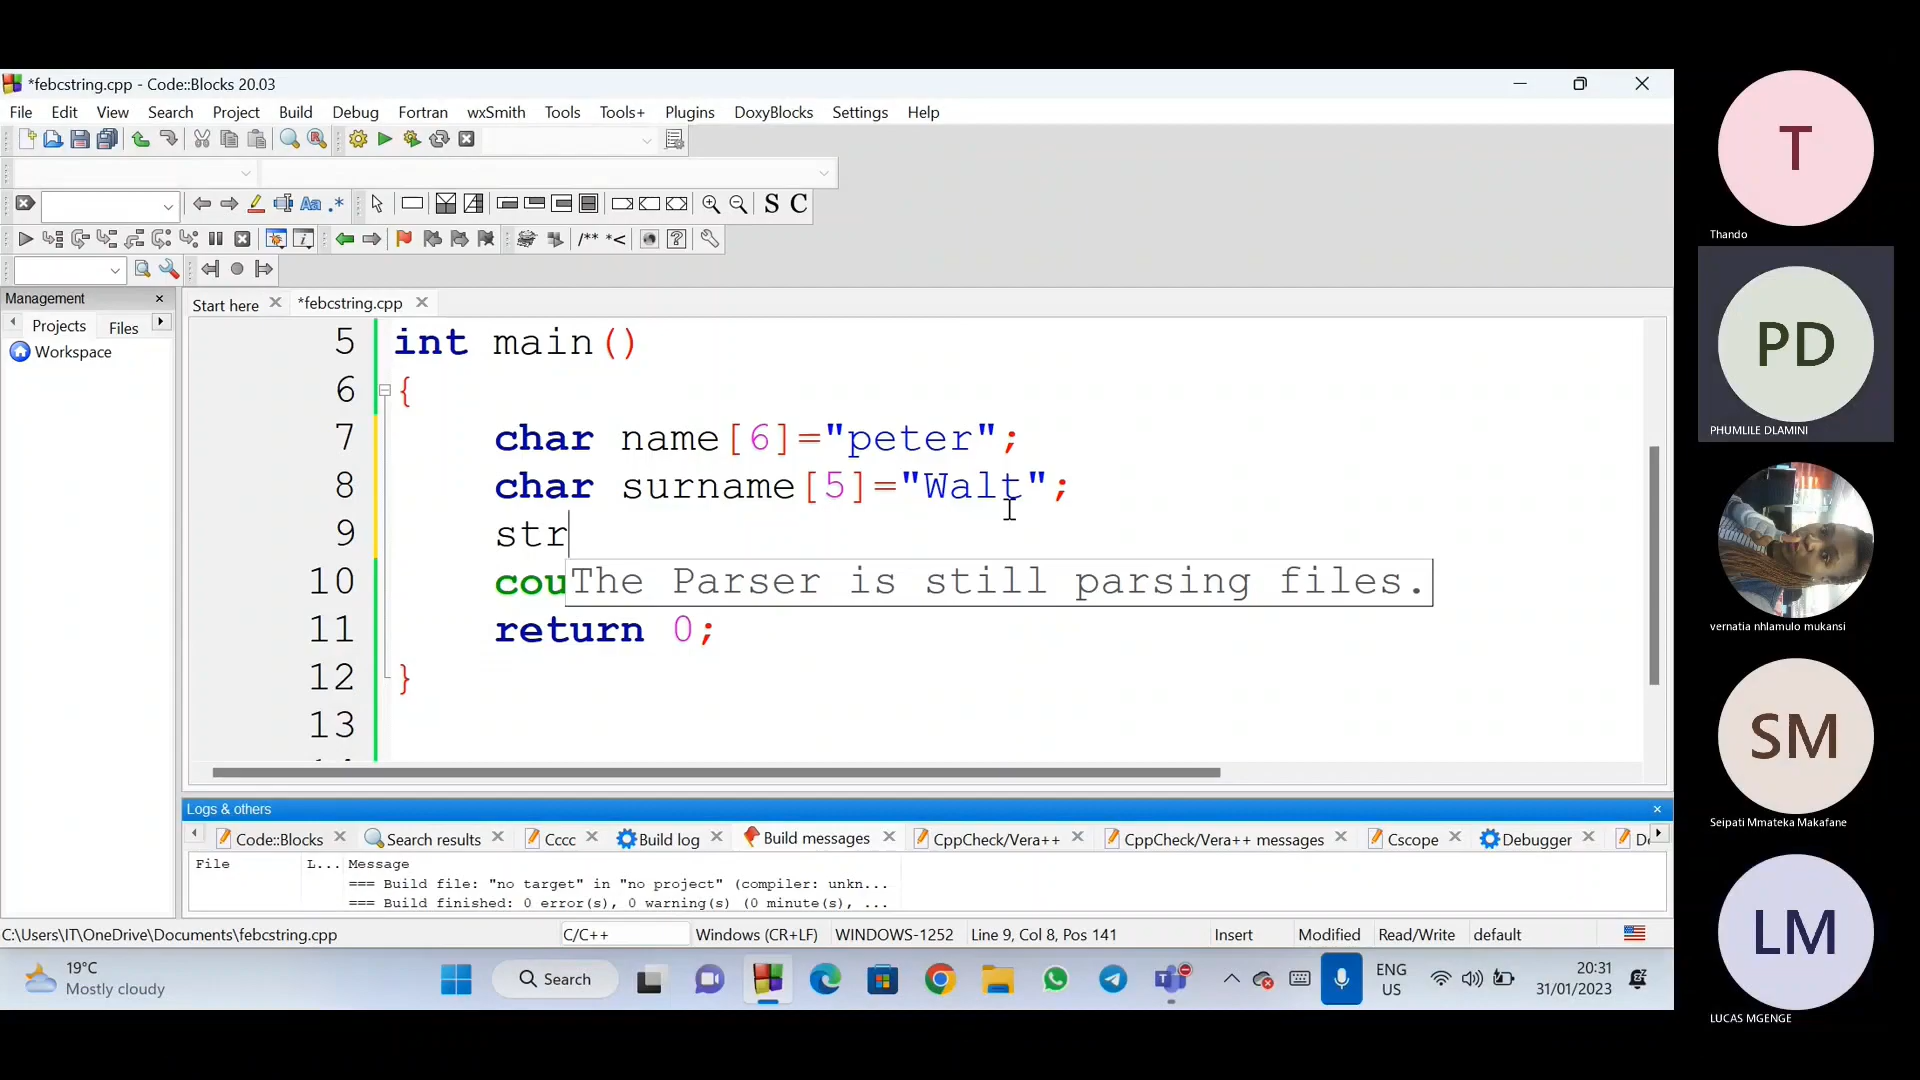 *febcstring.cpp - Code::Blocks 20.03
File Edit View Search Project Build Debug Fortran wxSmith Tools Tools+ Plugins DoxyBlocks Settings Help
Aa .* S C
/** *<
Management
Start here *febcstring.cpp
Projects Files
Workspace
5 int main()
6 {
7 char name[6]="peter";
8 char surname[5]="Walt";
9 str
10 cou
The Parser is still parsing files.
11 return 0;
12 }
13
Logs & others
Code::Blocks Search results Cccc Build log Build messages CppCheck/Vera++ CppCheck/Vera++ messages Cscope Debugger De
File L... Message
=== Build file: "no target" in "no project" (compiler: unkn...
=== Build finished: 0 error(s), 0 warning(s) (0 minute(s), ...
C:\Users\IT\OneDrive\Documents\febcstring.cpp C/C++ Windows (CR+LF) WINDOWS-1252 Line 9, Col 8, Pos 141 Insert Modified Read/Write default
19°C
Mostly cloudy
Search
ENG
US
20:31
31/01/2023
T
Thando
PD
PHUMLILE DLAMINI
vernatia nhlamulo mukansi
SM
Seipati Mmateka Makafane
LM
LUCAS MGENGE